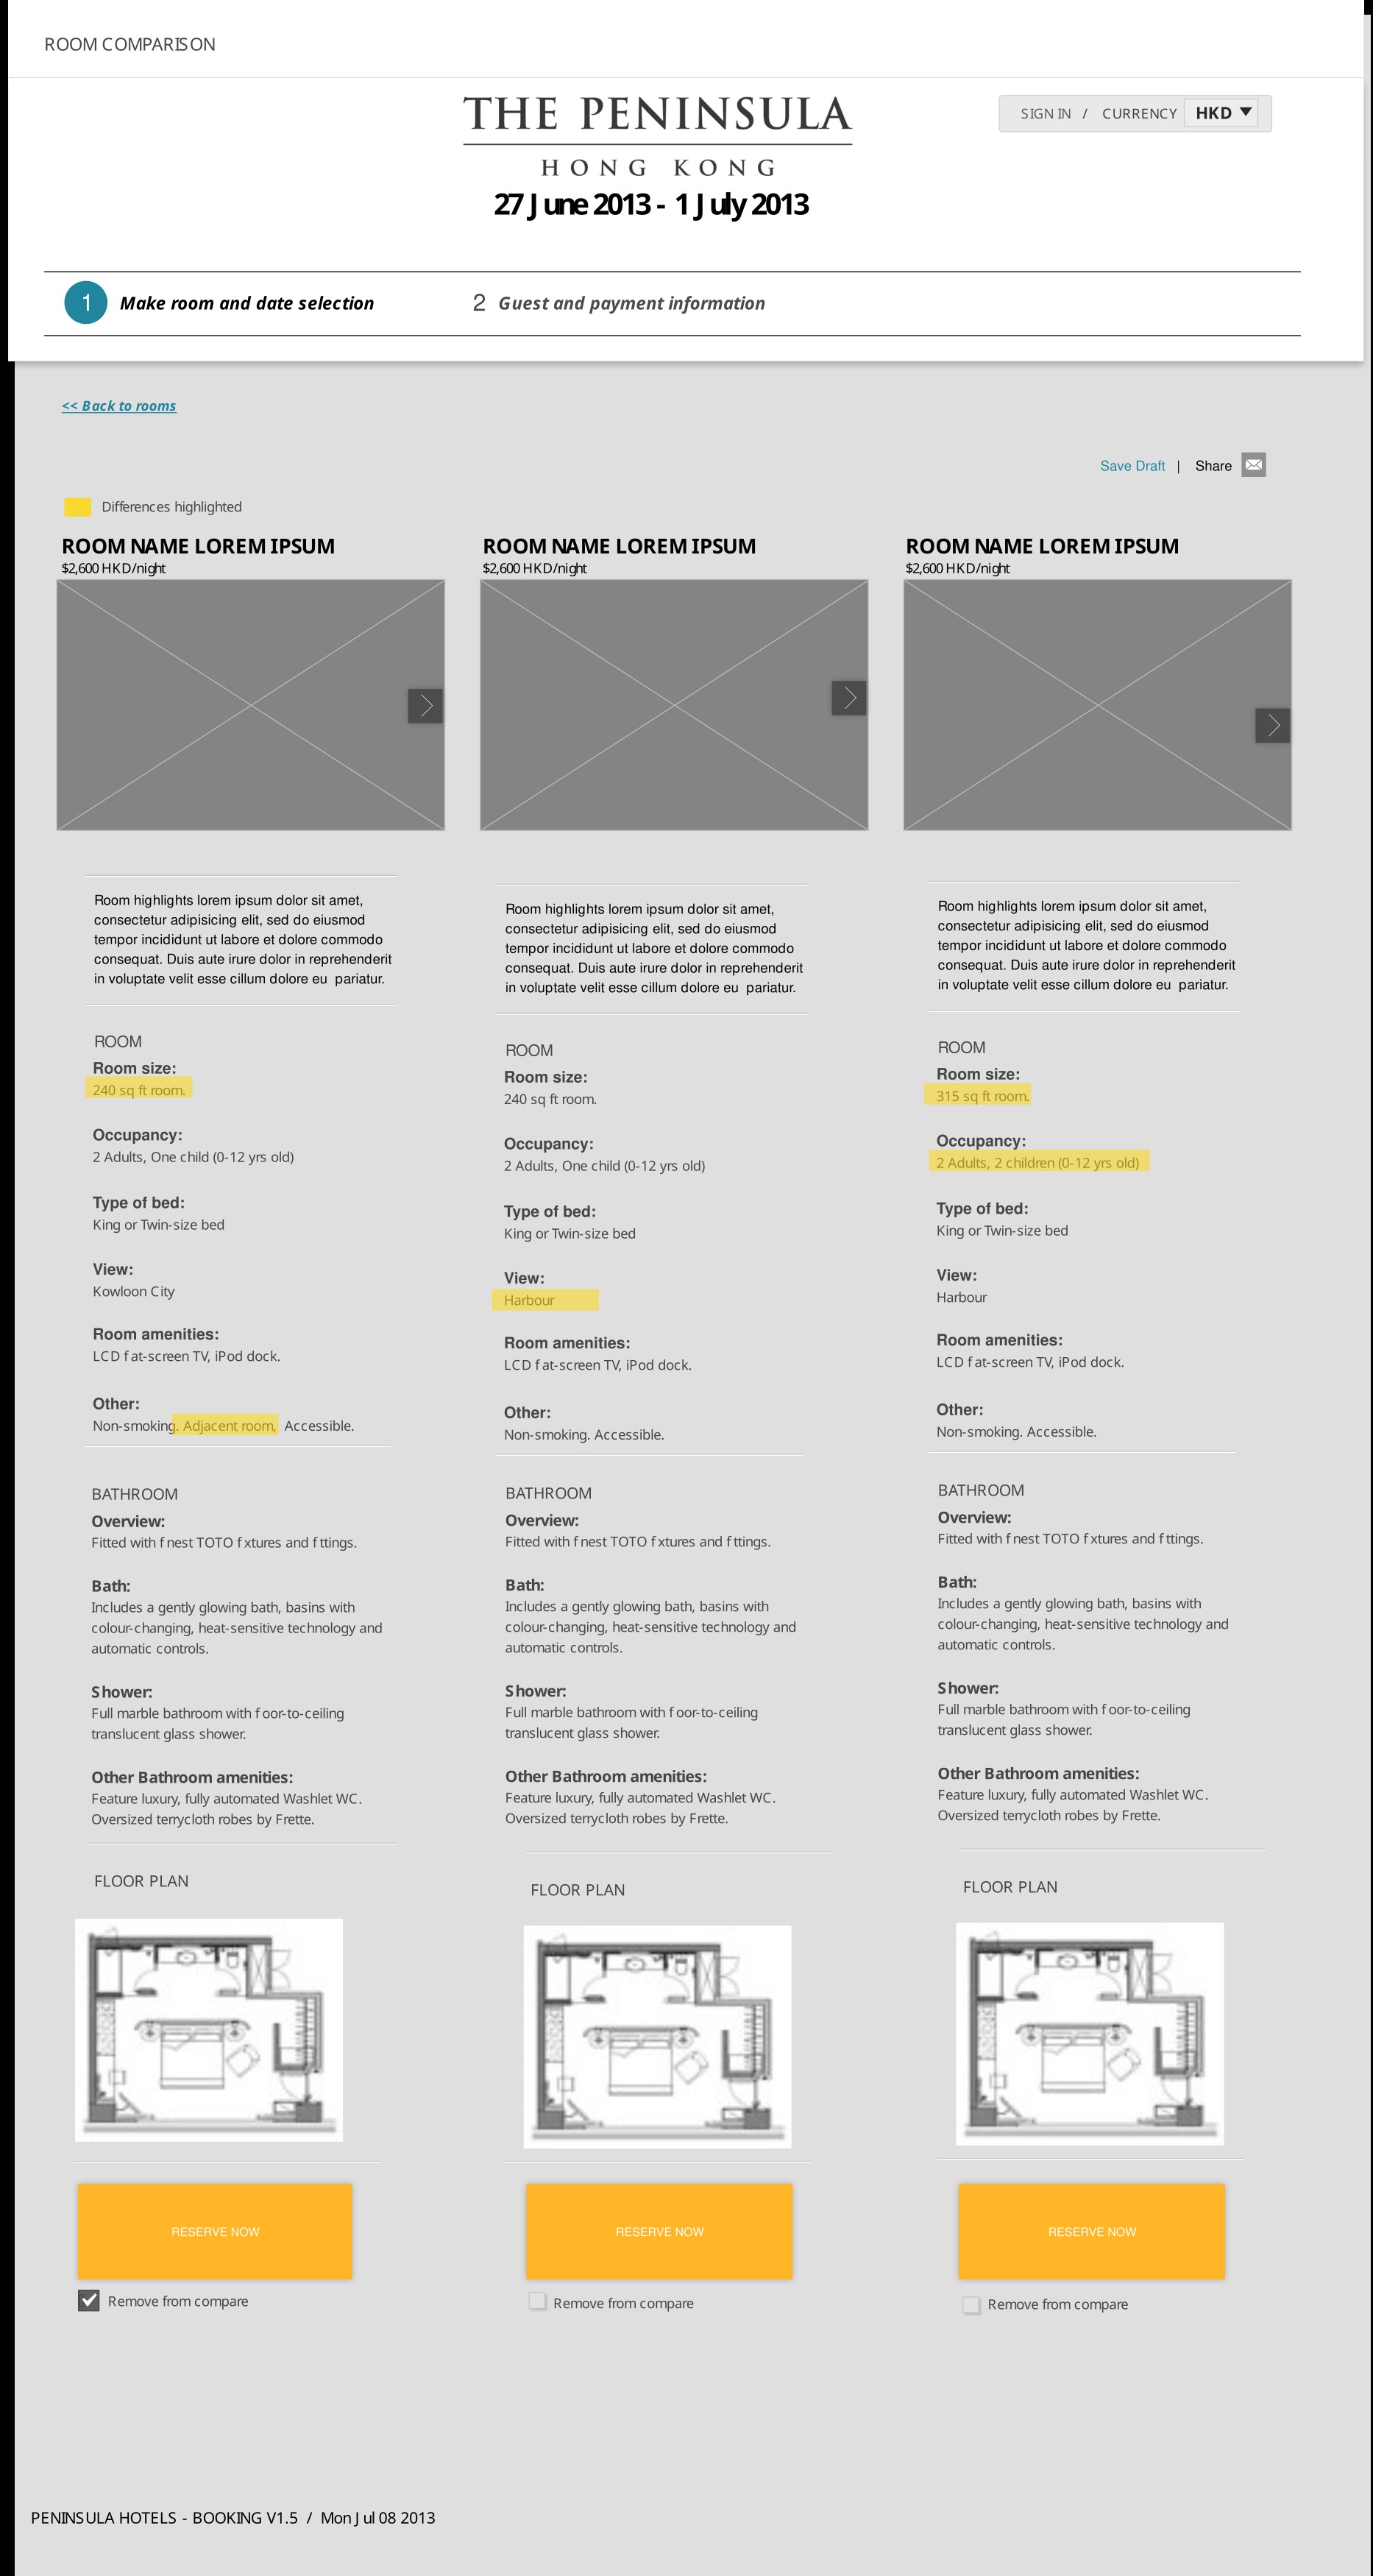 ROOM COMPARISON
THE PENINSULA
HONG KONG
27 June 2013 - 1 July 2013
SIGN IN / CURRENCY HKD
1 Make room and date selection
2 Guest and payment information
<< Back to rooms
Save Draft | Share
Differences highlighted
ROOM NAME LOREM IPSUM
$2,600 HKD/night
Room highlights lorem ipsum dolor sit amet,
consectetur adipisicing elit, sed do eiusmod
tempor incididunt ut labore et dolore commodo
consequat. Duis aute irure dolor in reprehenderit
in voluptate velit esse cillum dolore eu pariatur.
ROOM
Room size:
240 sq ft room.
Occupancy:
2 Adults, One child (0-12 yrs old)
Type of bed:
King or Twin-size bed
View:
Kowloon City
Room amenities:
LCD f at-screen TV, iPod dock.
Other:
Non-smoking. Adjacent room, Accessible.
BATHROOM
Overview:
Fitted with f nest TOTO f xtures and f ttings.
Bath:
Includes a gently glowing bath, basins with
colour-changing, heat-sensitive technology and
automatic controls.
Shower:
Full marble bathroom with f oor-to-ceiling
translucent glass shower.
Other Bathroom amenities:
Feature luxury, fully automated Washlet WC.
Oversized terrycloth robes by Frette.
FLOOR PLAN
RESERVE NOW
Remove from compare
ROOM NAME LOREM IPSUM
$2,600 HKD/night
Room highlights lorem ipsum dolor sit amet,
consectetur adipisicing elit, sed do eiusmod
tempor incididunt ut labore et dolore commodo
consequat. Duis aute irure dolor in reprehenderit
in voluptate velit esse cillum dolore eu pariatur.
ROOM
Room size:
240 sq ft room.
Occupancy:
2 Adults, One child (0-12 yrs old)
Type of bed:
King or Twin-size bed
View:
Harbour
Room amenities:
LCD f at-screen TV, iPod dock.
Other:
Non-smoking. Accessible.
BATHROOM
Overview:
Fitted with f nest TOTO f xtures and f ttings.
Bath:
Includes a gently glowing bath, basins with
colour-changing, heat-sensitive technology and
automatic controls.
Shower:
Full marble bathroom with f oor-to-ceiling
translucent glass shower.
Other Bathroom amenities:
Feature luxury, fully automated Washlet WC.
Oversized terrycloth robes by Frette.
FLOOR PLAN
RESERVE NOW
Remove from compare
ROOM NAME LOREM IPSUM
$2,600 HKD/night
Room highlights lorem ipsum dolor sit amet,
consectetur adipisicing elit, sed do eiusmod
tempor incididunt ut labore et dolore commodo
consequat. Duis aute irure dolor in reprehenderit
in voluptate velit esse cillum dolore eu pariatur.
ROOM
Room size:
315 sq ft room.
Occupancy:
2 Adults, 2 children (0-12 yrs old)
Type of bed:
King or Twin-size bed
View:
Harbour
Room amenities:
LCD f at-screen TV, iPod dock.
Other:
Non-smoking. Accessible.
BATHROOM
Overview:
Fitted with f nest TOTO f xtures and f ttings.
Bath:
Includes a gently glowing bath, basins with
colour-changing, heat-sensitive technology and
automatic controls.
Shower:
Full marble bathroom with f oor-to-ceiling
translucent glass shower.
Other Bathroom amenities:
Feature luxury, fully automated Washlet WC.
Oversized terrycloth robes by Frette.
FLOOR PLAN
RESERVE NOW
Remove from compare
PENINSULA HOTELS - BOOKING V1.5 / Mon Jul 08 2013